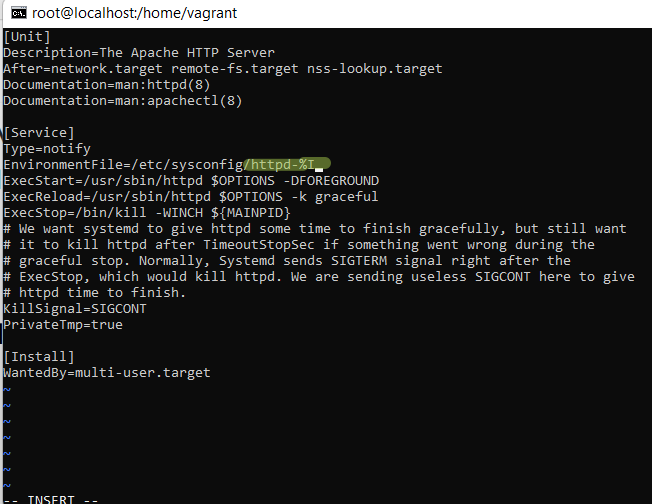 root@localhost:/home/vagrant
[Unit]
Description=The Apache HTTP Server
After=network.target remote-fs.target nss-lookup.target
Documentation=man:httpd(8)
Documentation=man:apachectl(8)
[Service]
Type=notify
EnvironmentFile=/etc/sysconfig/httpd-%I
ExecStart=/usr/sbin/httpd $OPTIONS -DFOREGROUND
ExecReload=/usr/sbin/httpd $OPTIONS -k graceful
ExecStop=/bin/kill -WINCH ${MAINPID}
# We want systemd to give httpd some time to finish gracefully, but still want
# it to kill httpd after TimeoutStopSec if something went wrong during the
# graceful stop. Normally, Systemd sends SIGTERM signal right after the
# ExecStop, which would kill httpd. We are sending useless SIGCONT here to give
# httpd time to finish.
KillSignal=SIGCONT
PrivateTmp=true
[Install]
WantedBy=multi-user.target
~
~
~
~
~
~
~
-- INSERT --